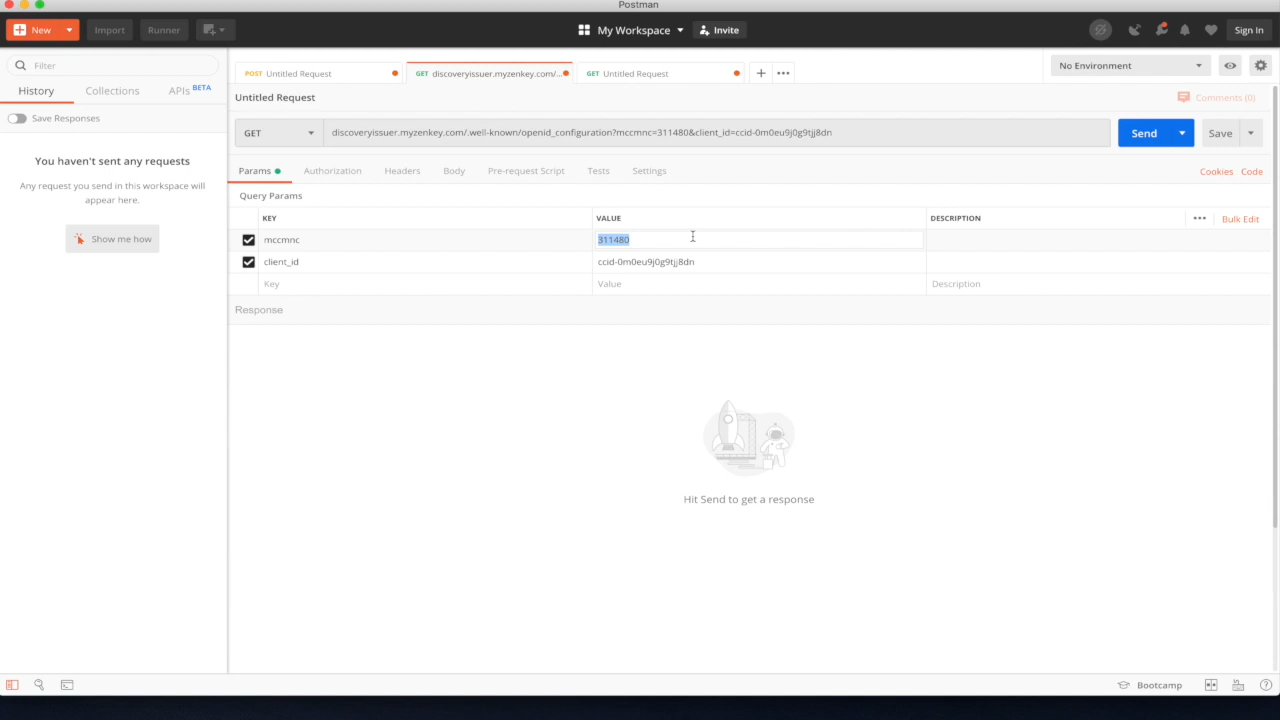 Postman
New
Import
Runner
My Workspace
Invite
Sign In
Filter
History
Collections
APIs BETA
Save Responses
You haven't sent any requests
Any request you send in this workspace will
appear here.
Show me how
POST Untitled Request
GET discoveryissuer.myzenkey.com/...
GET Untitled Request
No Environment
Untitled Request
Comments (0)
GET
discoveryissuer.myzenkey.com/.well-known/openid_configuration?mccmnc=311480&client_id=ccid-0m0eu9j0g9tjj8dn
Send
Save
Params
Authorization
Headers
Body
Pre-request Script
Tests
Settings
Cookies
Code
Query Params
KEY
VALUE
DESCRIPTION
Bulk Edit
mccmnc
311480
client_id
ccid-0m0eu9j0g9tjj8dn
Key
Value
Description
Response
Hit Send to get a response
Bootcamp